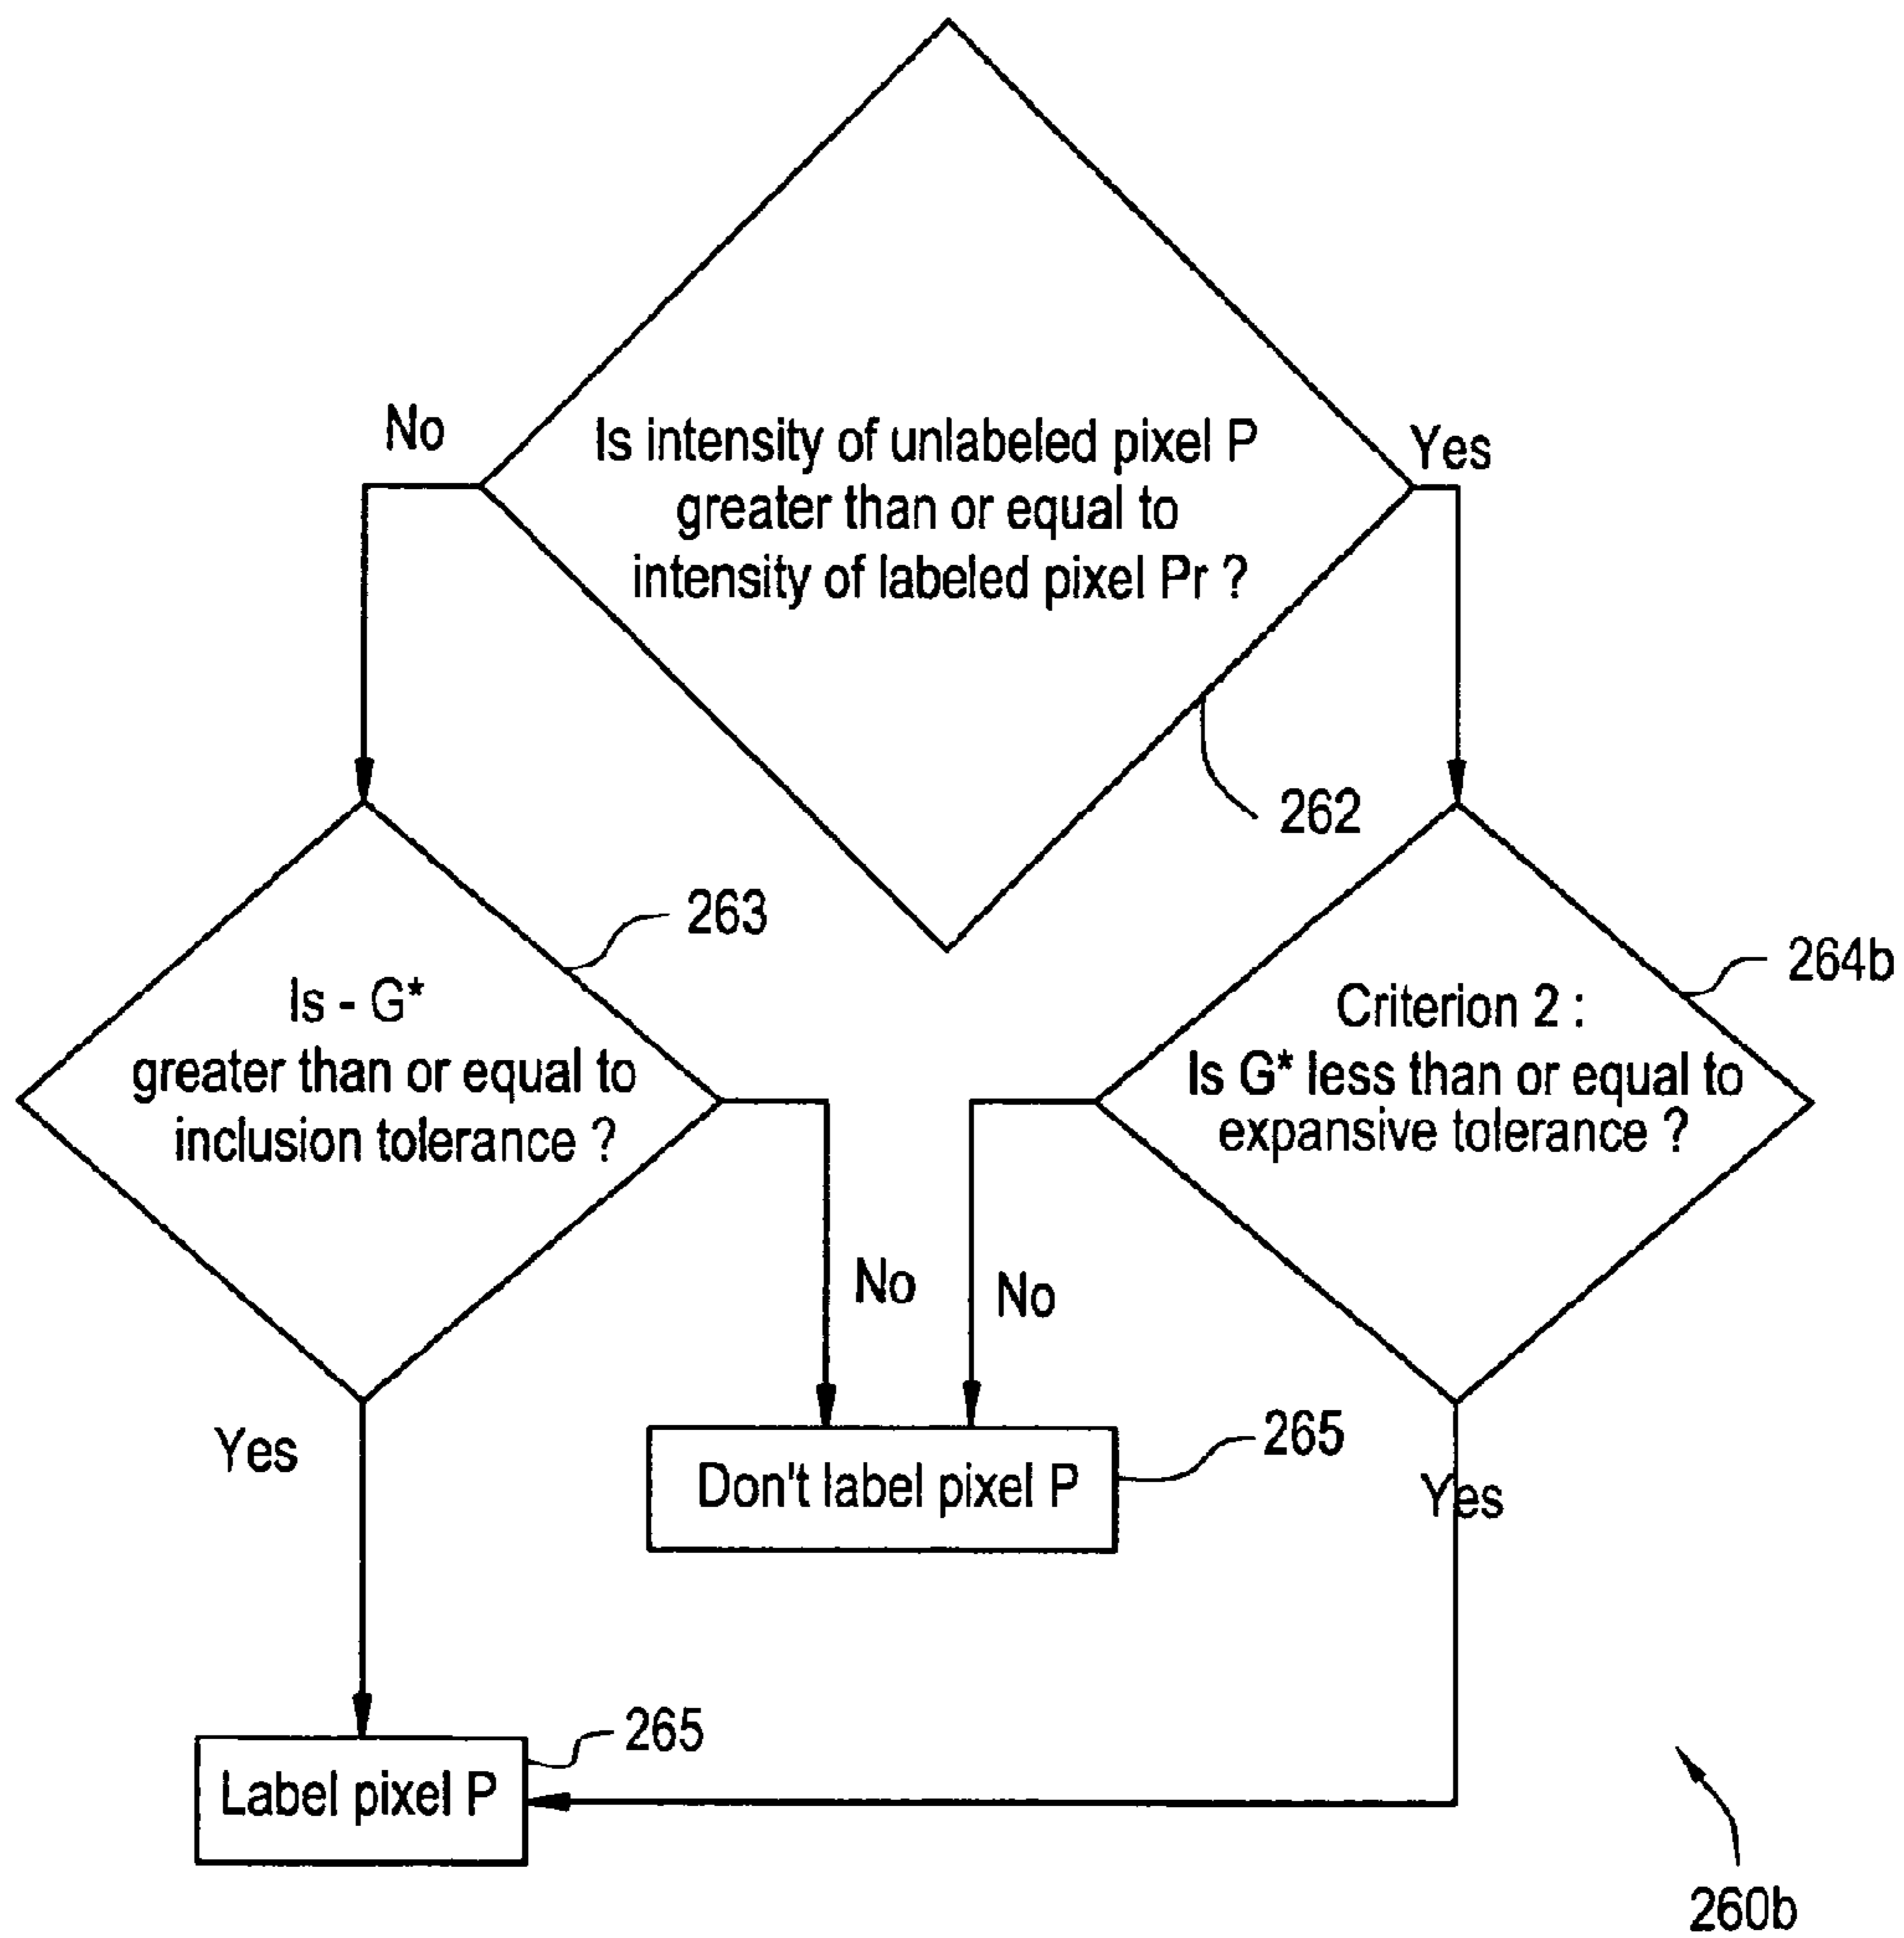 No
Is intensity of unlabeled pixel P
greater than or equal to
intensity of labeled pixel Pr ?
Yes
262
263
Is - G*
greater than or equal to
inclusion tolerance ?
264b
Criterion 2 :
Is G* less than or equal to
expansive tolerance ?
No
No
Yes
Don't label pixel P
265
Yes
265
Label pixel P
260b